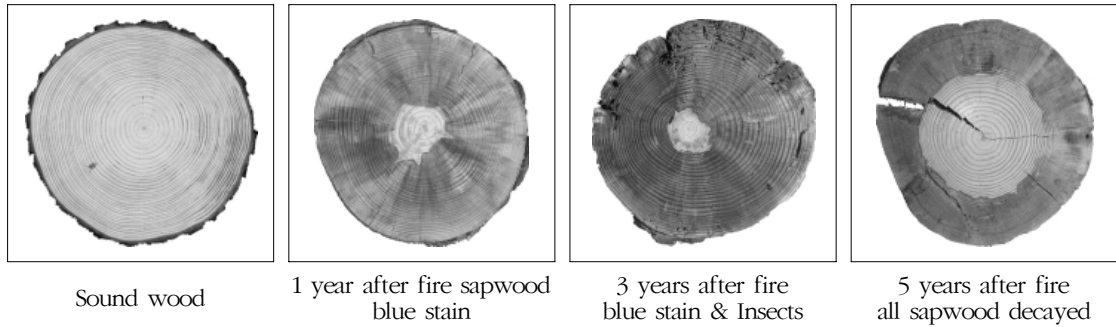 Sound wood
1 year after fire sapwood
blue stain
3 years after fire
blue stain & Insects
5 years after fire
all sapwood decayed